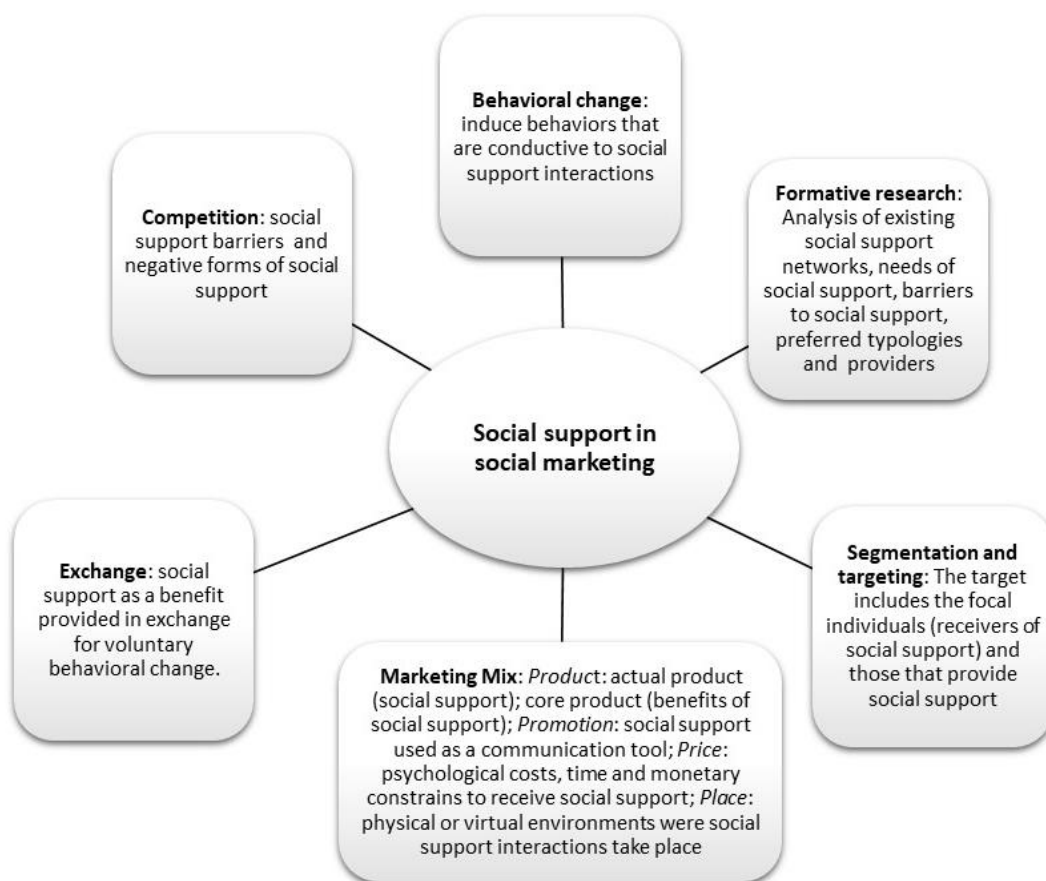 Behavioral change:
induce behaviors that
are conductive to social
support interactions
Competition: social
support barriers and
negative forms of social
support
Formative research:
Analysis of existing
social support
networks, needs of
social support, barriers
to social support,
preferred typologies
and providers
Social support in
social marketing
Exchange: social
support as a benefit
provided in exchange
for voluntary
behavioral change.
Segmentation and
targeting: The target
includes the focal
individuals (receivers of
social support) and
those that provide
social support
Marketing Mix: Product: actual product
(social support); core product (benefits of
social support); Promotion: social support
used as a communication tool; Price:
psychological costs, time and monetary
constrains to receive social support; Place:
physical or virtual environments were social
support interactions take place